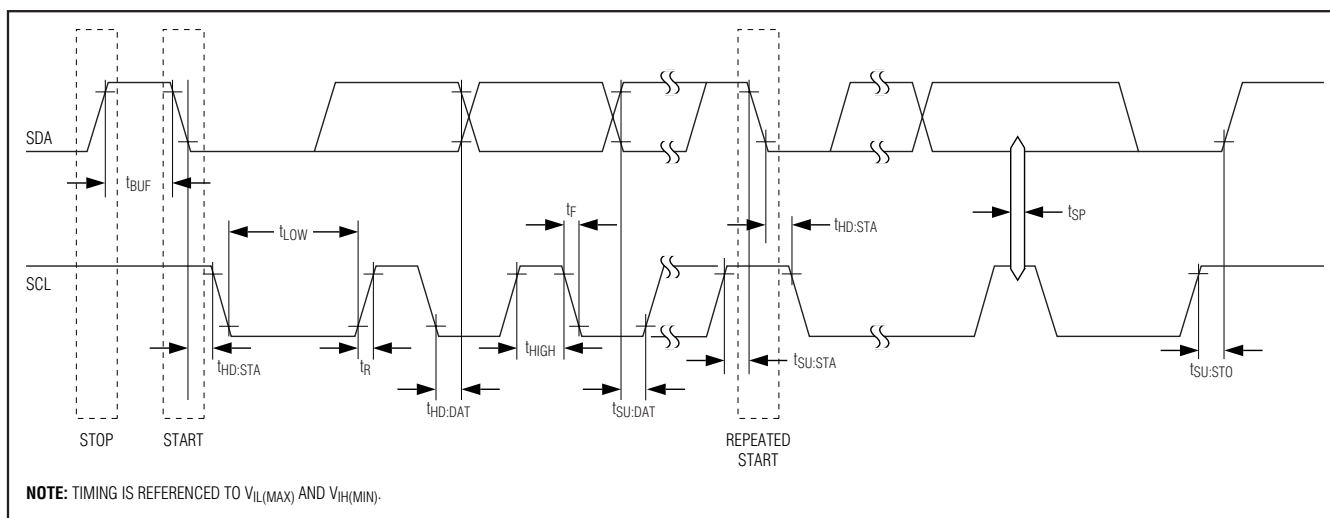 SDA
tBUF
tF
tSP
tLOW
tHD:STA
SCL
tHD:STA
tR
tHIGH
tSU:STA
tSU:STO
tHD:DAT
tSU:DAT
STOP
START
REPEATED
START
NOTE: TIMING IS REFERENCED TO VIL(MAX) AND VIH(MIN).